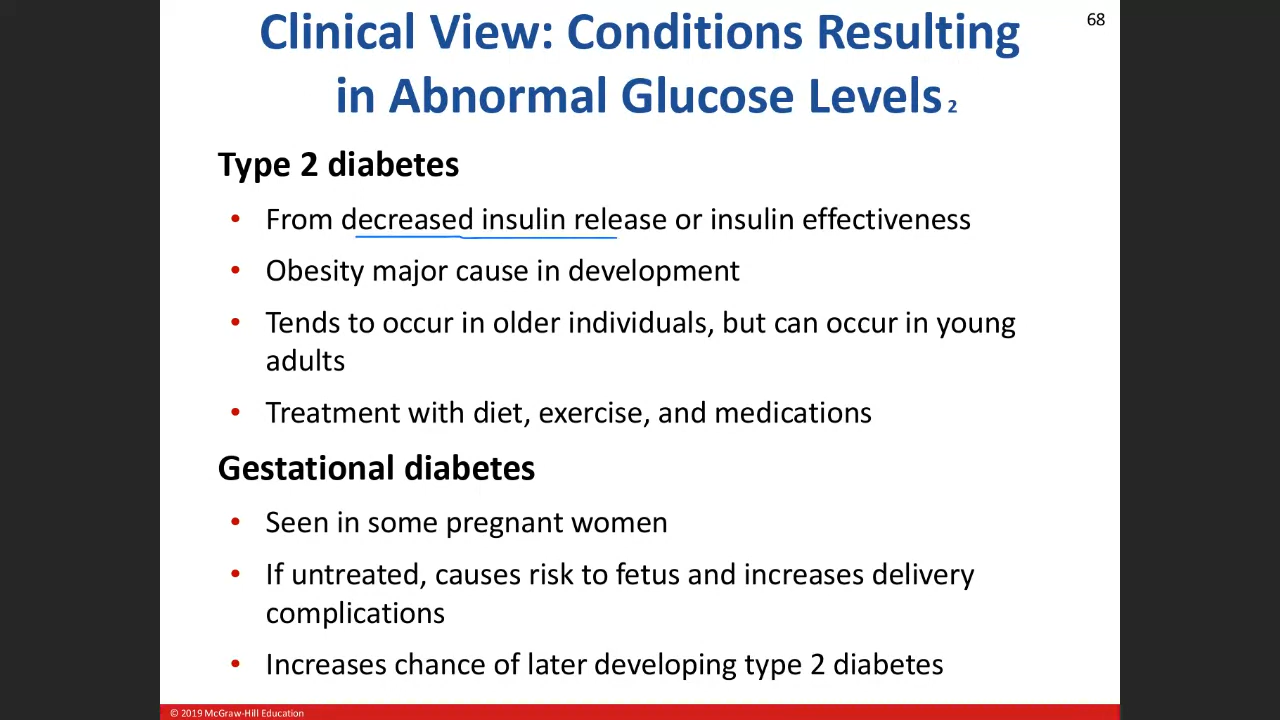 68
Clinical View: Conditions Resulting
in Abnormal Glucose Levels 2
Type 2 diabetes
• From decreased insulin release or insulin effectiveness
• Obesity major cause in development
• Tends to occur in older individuals, but can occur in young
adults
• Treatment with diet, exercise, and medications
Gestational diabetes
• Seen in some pregnant women
• If untreated, causes risk to fetus and increases delivery
complications
• Increases chance of later developing type 2 diabetes
© 2019 McGraw-Hill Education